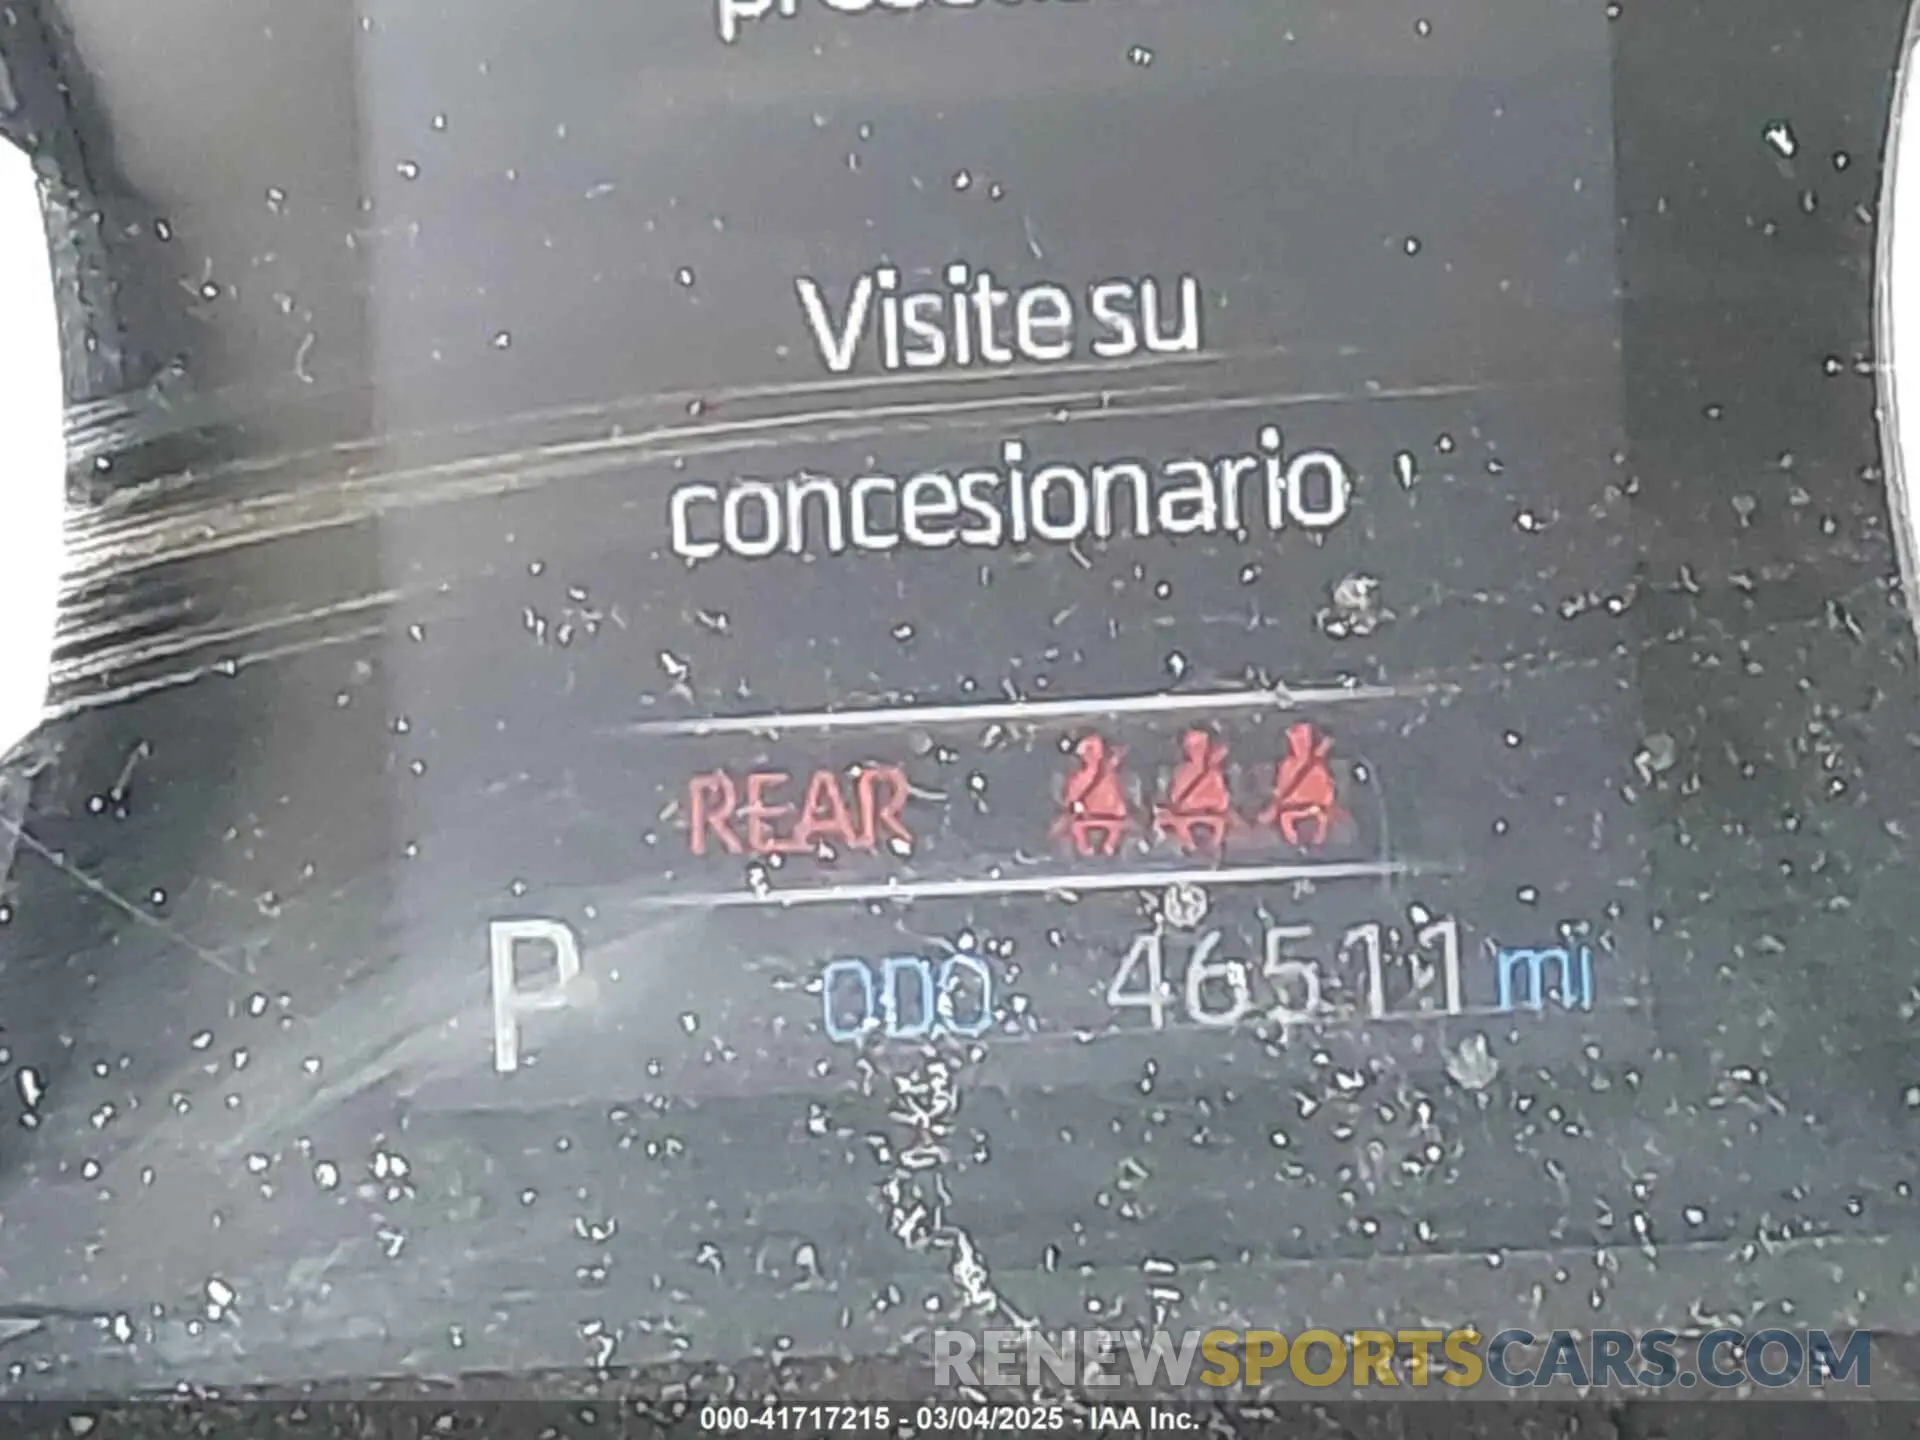 Visite su
concesionario
REAR
P ODO 46511 mi
RENEWSPORTSCARS.COM
000-41717215 - 03/04/2025 - IAA Inc.